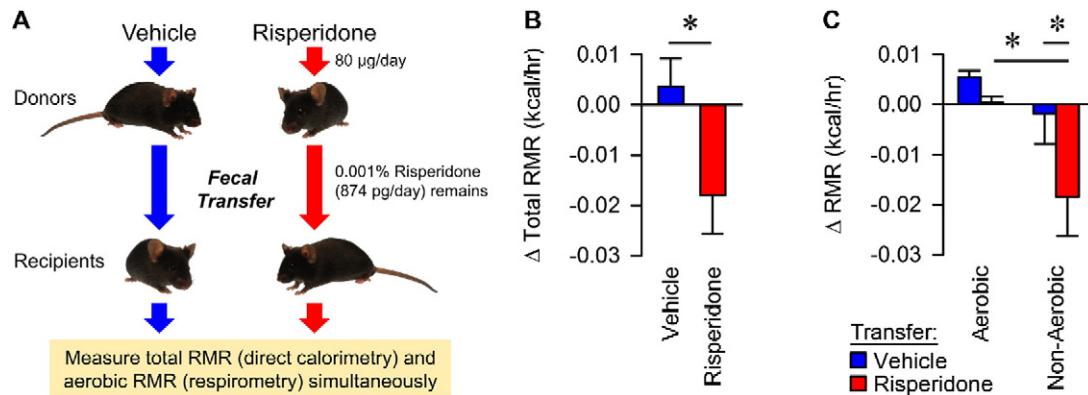 A
Vehicle
Risperidone
80 µg/day
Donors
Fecal
Transfer
0.001% Risperidone
(874 pg/day) remains
Recipients
Measure total RMR (direct calorimetry) and
aerobic RMR (respirometry) simultaneously
B
*
0.01
0.00
-0.01
-0.02
-0.03
Δ Total RMR (kcal/hr)
Vehicle
Risperidone
C
*
*
0.01
0.00
-0.01
-0.02
-0.03
Δ RMR (kcal/hr)
Aerobic
Non-Aerobic
Transfer:
Vehicle
Risperidone